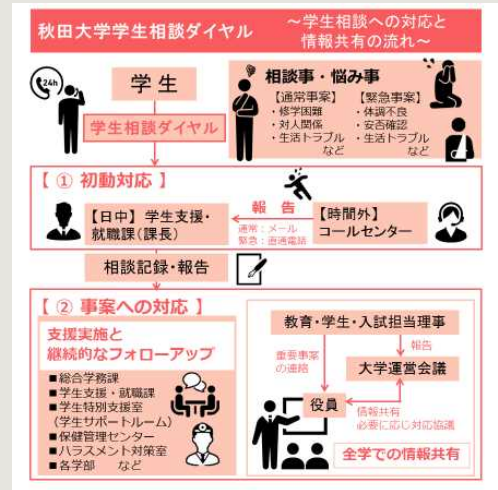 秋田大学学生相談ダイヤル
～学生相談への対応と
情報共有の流れ～
24h
学生
学生相談ダイヤル
相談事・悩み事
【通常事案】
・修学困難
・対人関係
・生活トラブル
など
【緊急事案】
・体調不良
・安否確認
・生活トラブル
など
【 ① 初動対応 】
【日中】学生支援・
就職課(課長)
報告
通常：メール
緊急：直通電話
【時間外】
コールセンター
相談記録・報告
【 ② 事案への対応 】
支援実施と
継続的なフォローアップ
■総合学務課
■学生支援・就職課
■学生特別支援室
(学生サポートルーム)
■保健管理センター
■ハラスメント対策室
■各学部　など
教育・学生・入試担当理事
重要事案
の連絡
報告
大学運営会議
役員
情報共有
必要に応じ対応協議
全学での情報共有